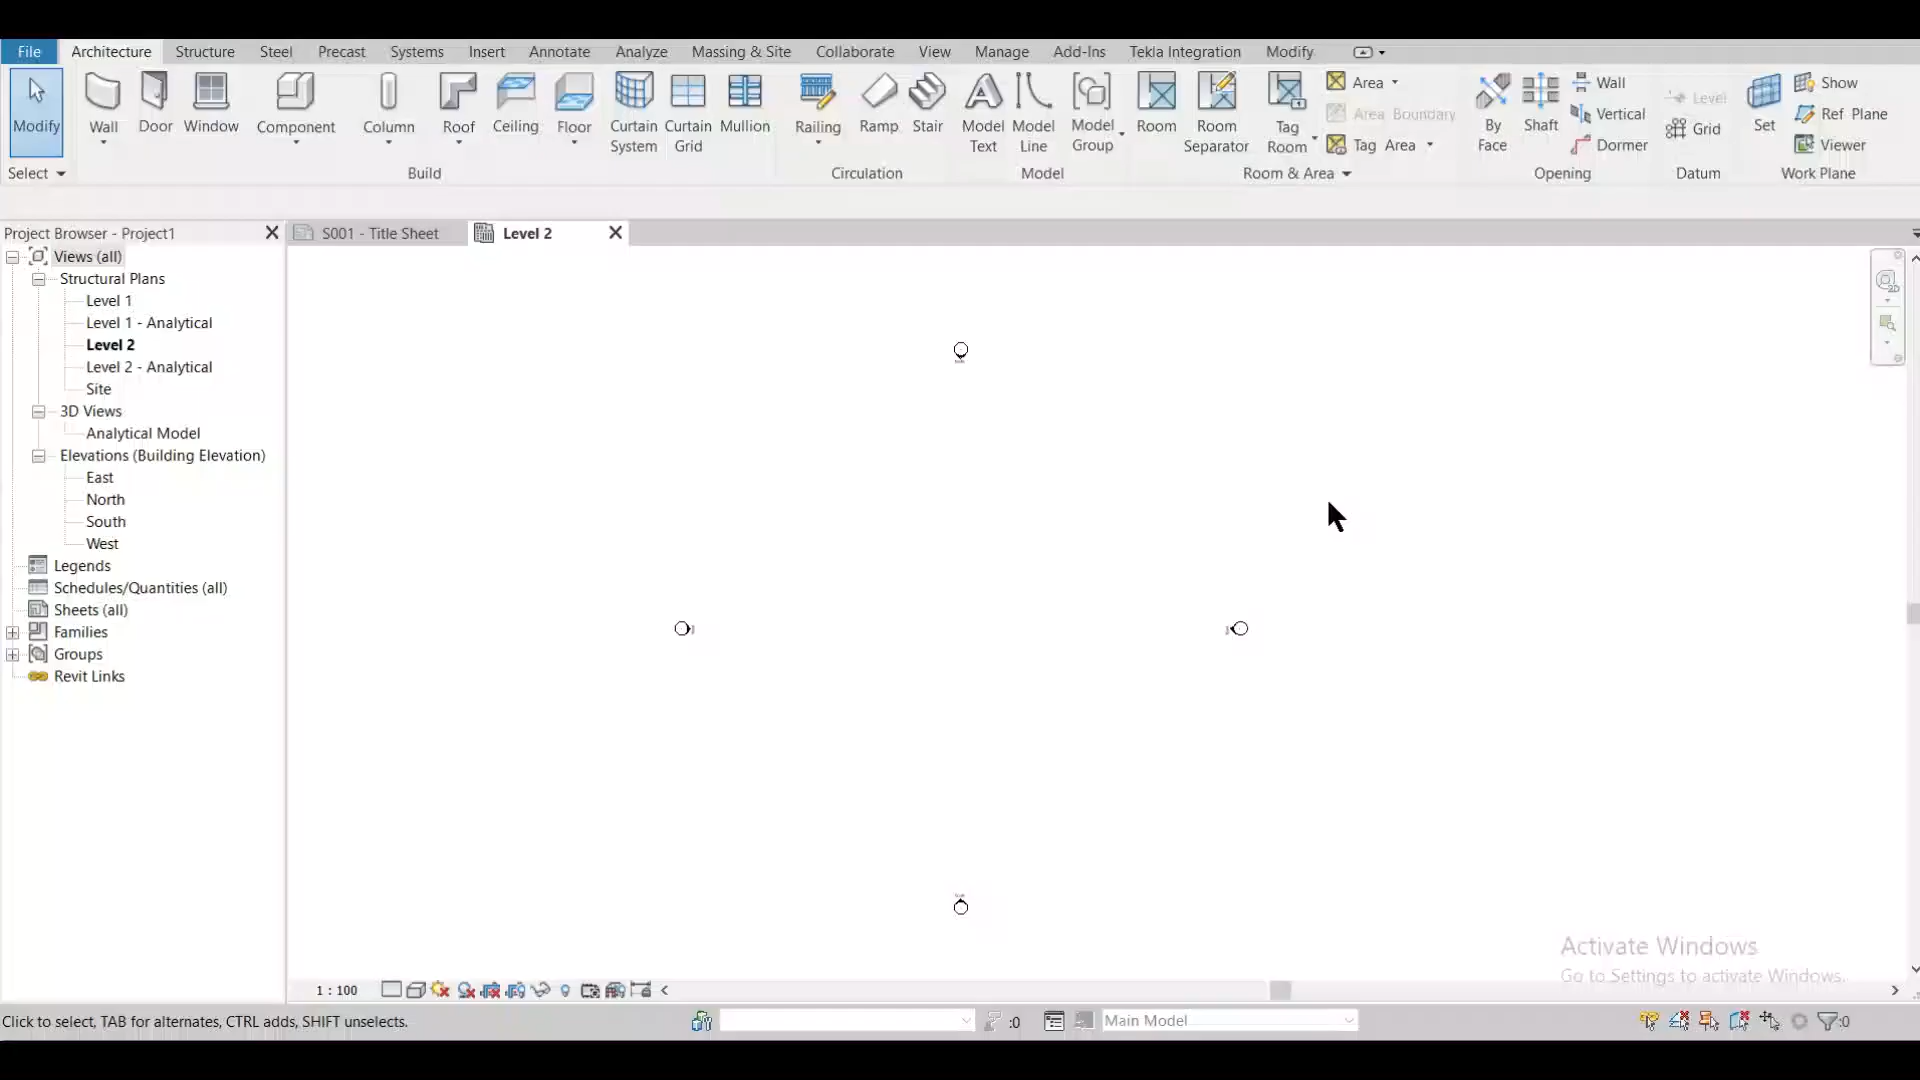 File Architecture Structure Steel Precast Systems Insert Annotate Analyze Massing & Site Collaborate View Manage Add-Ins Tekla Integration Modify
Modify
Wall
Door
Window
Component
Column
Roof
Ceiling
Floor
Curtain System
Curtain Grid
Mullion
Railing
Ramp
Stair
Model Text
Model Line
Model Group
Room
Room Separator
Tag Room
Area
Area Boundary
Tag Area
By Face
Shaft
Wall
Vertical
Dormer
Level
Grid
Set
Show
Ref Plane
Viewer
Select Build Circulation Model Room & Area Opening Datum Work Plane
Project Browser - Project1
S001 - Title Sheet
Level 2
Views (all)
Structural Plans
Level 1
Level 1 - Analytical
Level 2
Level 2 - Analytical
Site
3D Views
Analytical Model
Elevations (Building Elevation)
East
North
South
West
Legends
Schedules/Quantities (all)
Sheets (all)
Families
Groups
Revit Links
Activate Windows
Go to Settings to activate Windows.
1 : 100
Click to select, TAB for alternates, CTRL adds, SHIFT unselects.
:0
Main Model
:0